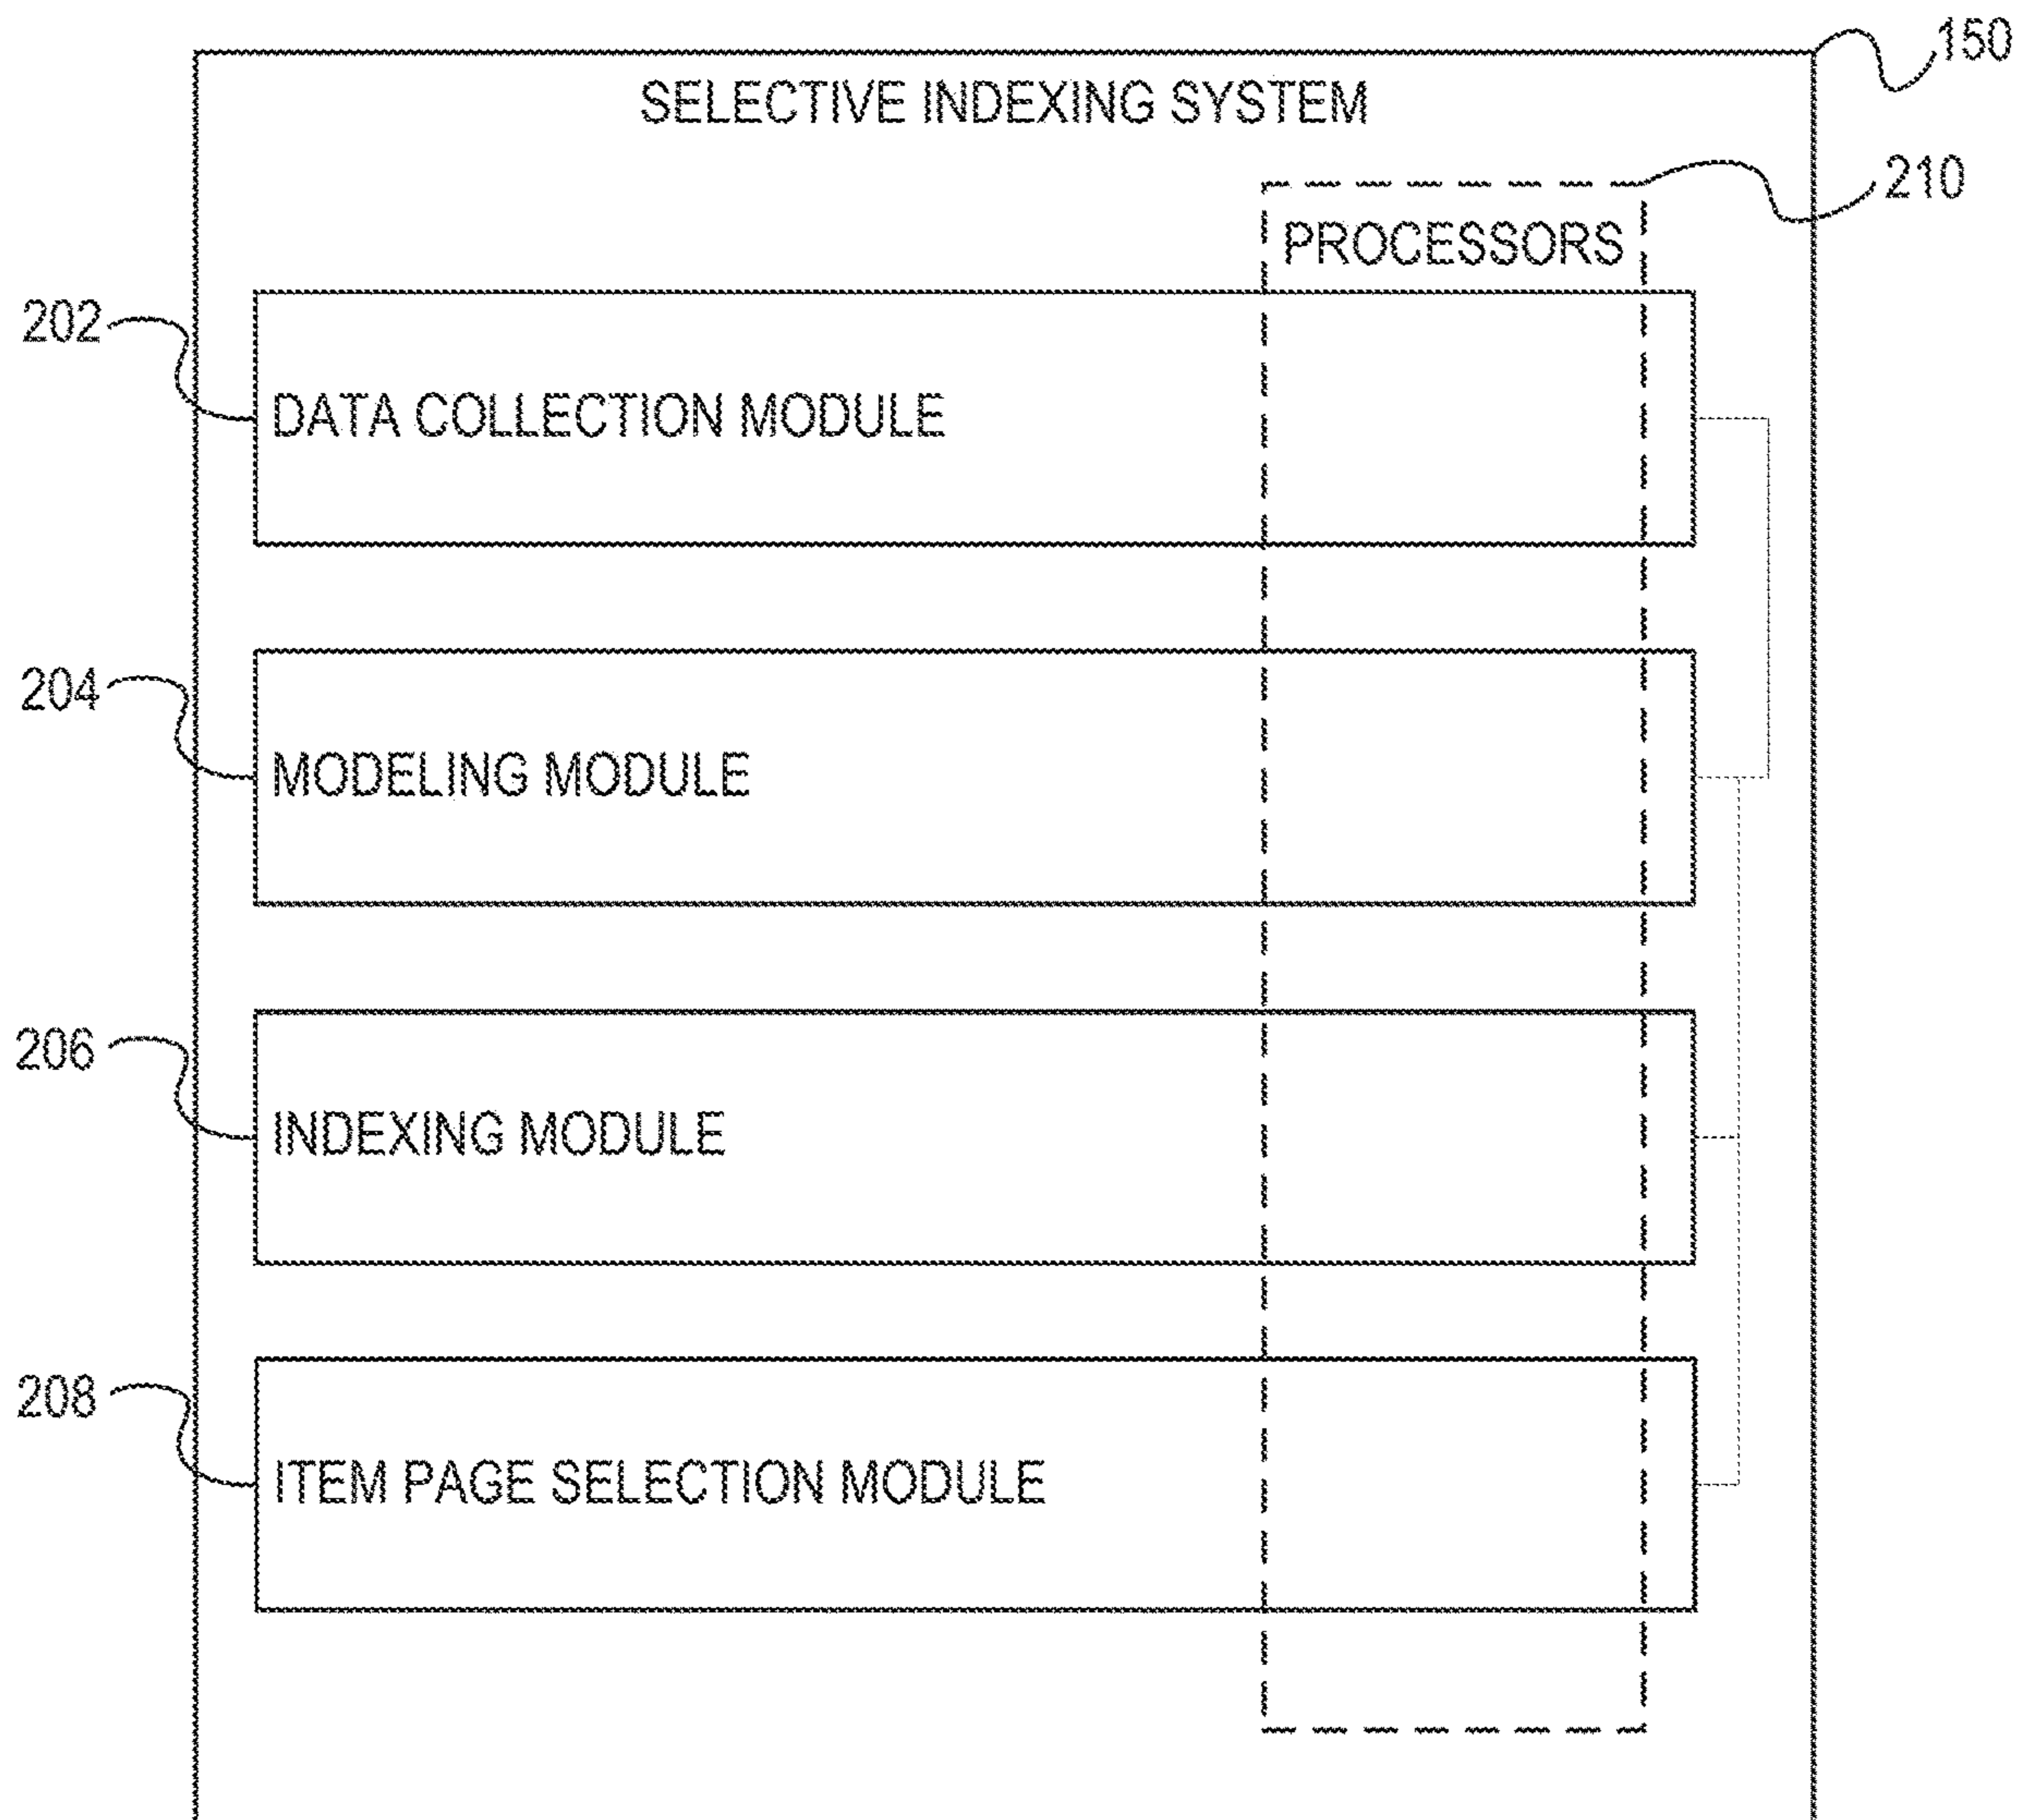 150
SELECTIVE INDEXING SYSTEM
210
PROCESSORS
202
DATA COLLECTION MODULE
204
MODELING MODULE
206
INDEXING MODULE
208
ITEM PAGE SELECTION MODULE